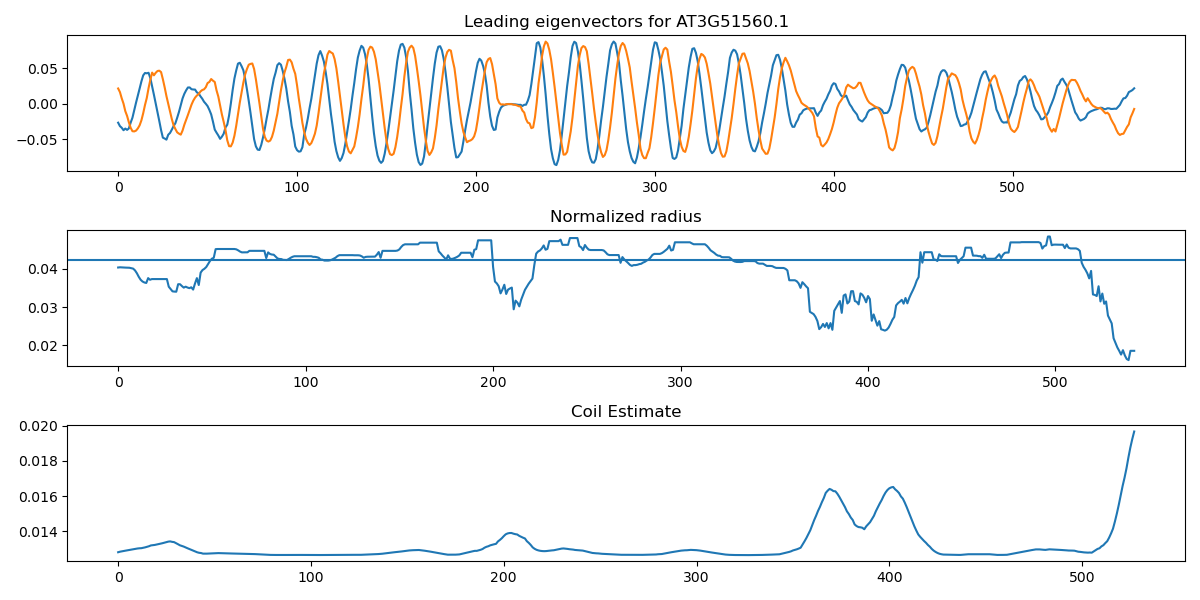 Leading eigenvectors for AT3G51560.1
0.05
0.00
−0.05
0 100 200 300 400 500
Normalized radius
0.04
0.03
0.02
0 100 200 300 400 500
Coil Estimate
0.020
0.018
0.016
0.014
0 100 200 300 400 500